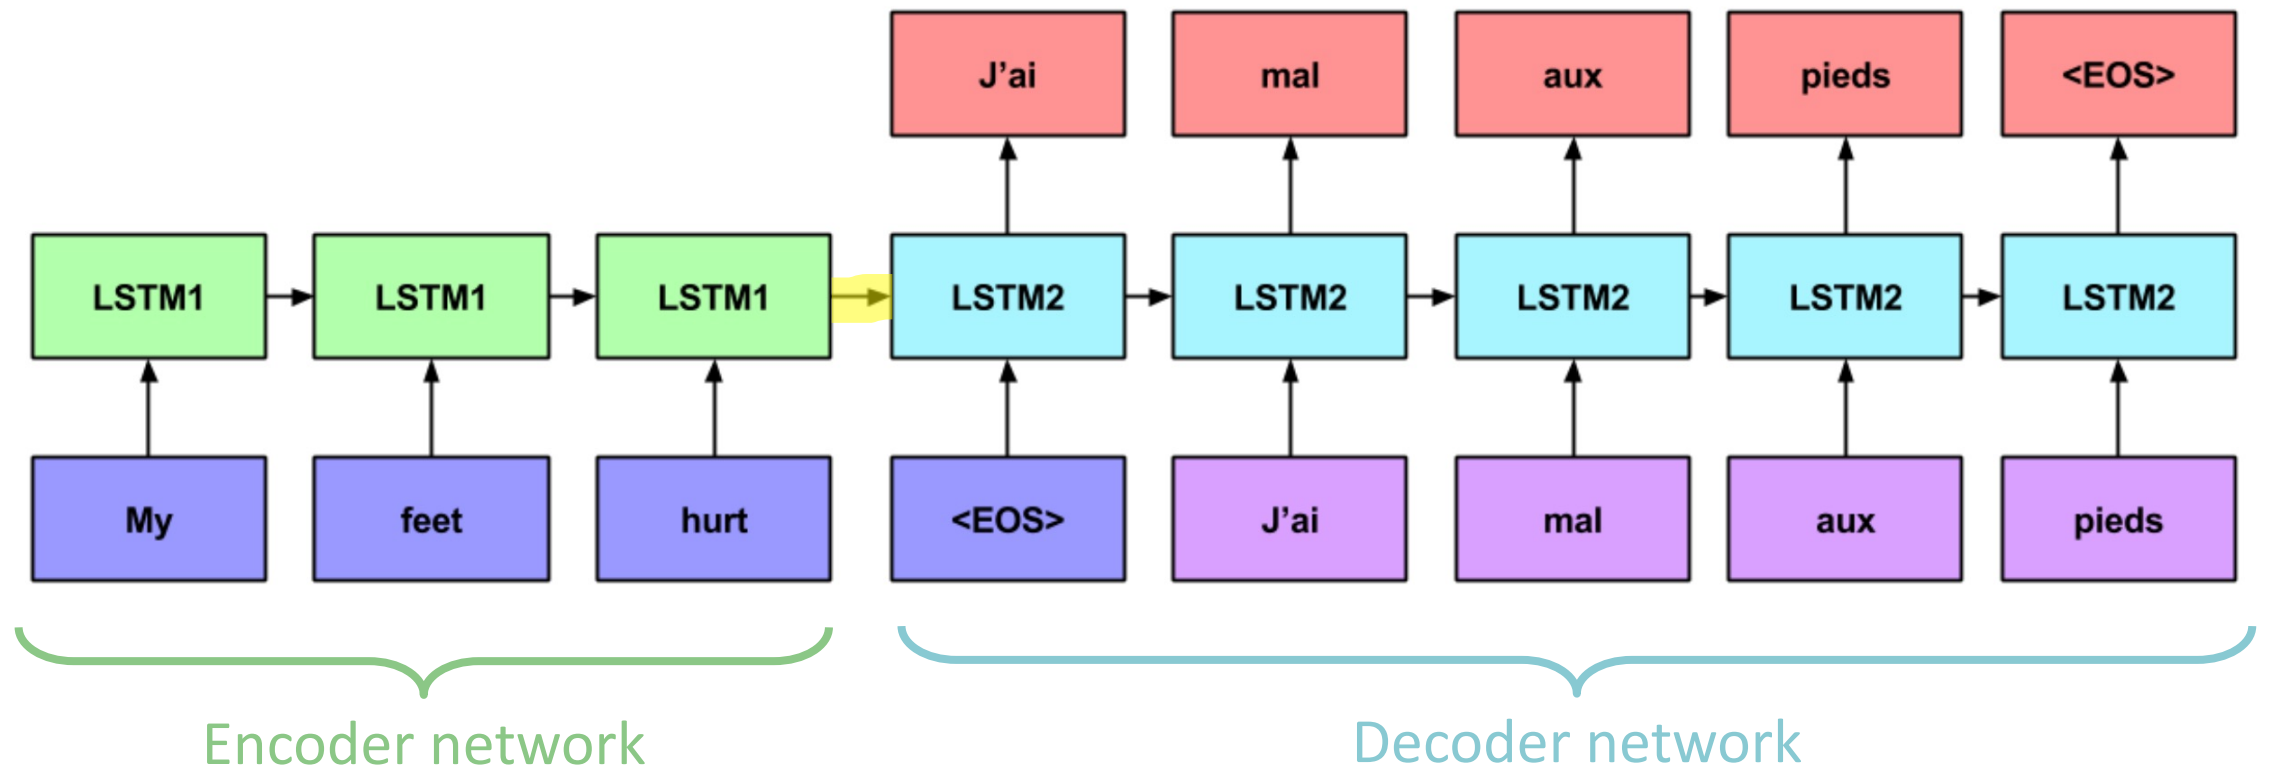 J’ai mal aux pieds <EOS>
LSTM1 LSTM1 LSTM1 LSTM2 LSTM2 LSTM2 LSTM2 LSTM2
My feet hurt <EOS> J’ai mal aux pieds
Encoder network Decoder network